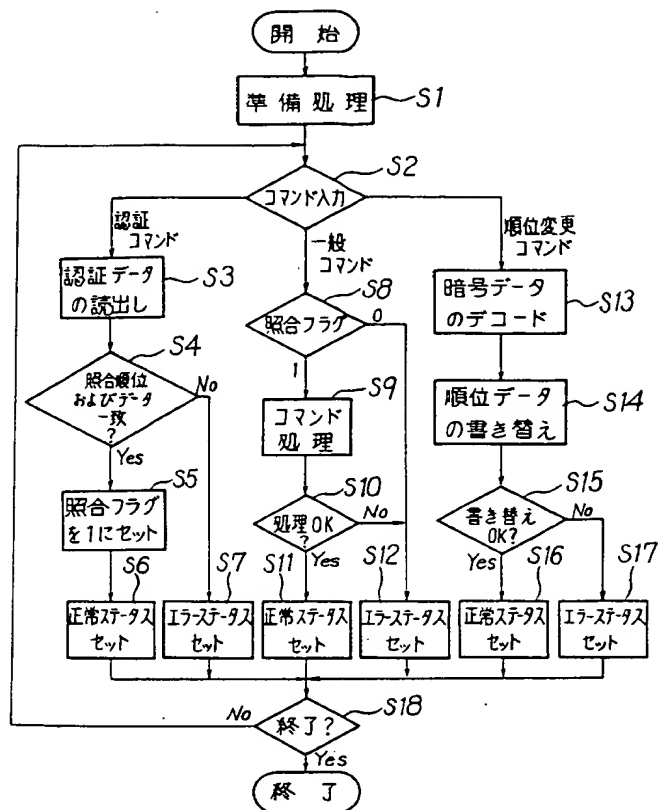 開 始
準備処理
S1
S2
コマンド入力
認証
コマンド
一般
コマンド
順位変更
コマンド
認証データ
の読出し
S3
S8
照合フラグ
0
1
暗号データ
のデコード
S13
S4
照合順位
およびデータ
一致
?
No
Yes
S9
コマンド
処理
順位データ
の書き替え
S14
S5
照合フラグ
を1にセット
S10
処理OK
?
No
Yes
S15
書き替え
OK?
No
Yes
S6
正常ステータス
セット
S7
エラーステータス
セット
S11
正常ステータス
セット
S12
エラーステータス
セット
S16
正常ステータス
セット
S17
エラーステータス
セット
No
終了?
S18
Yes
終 了